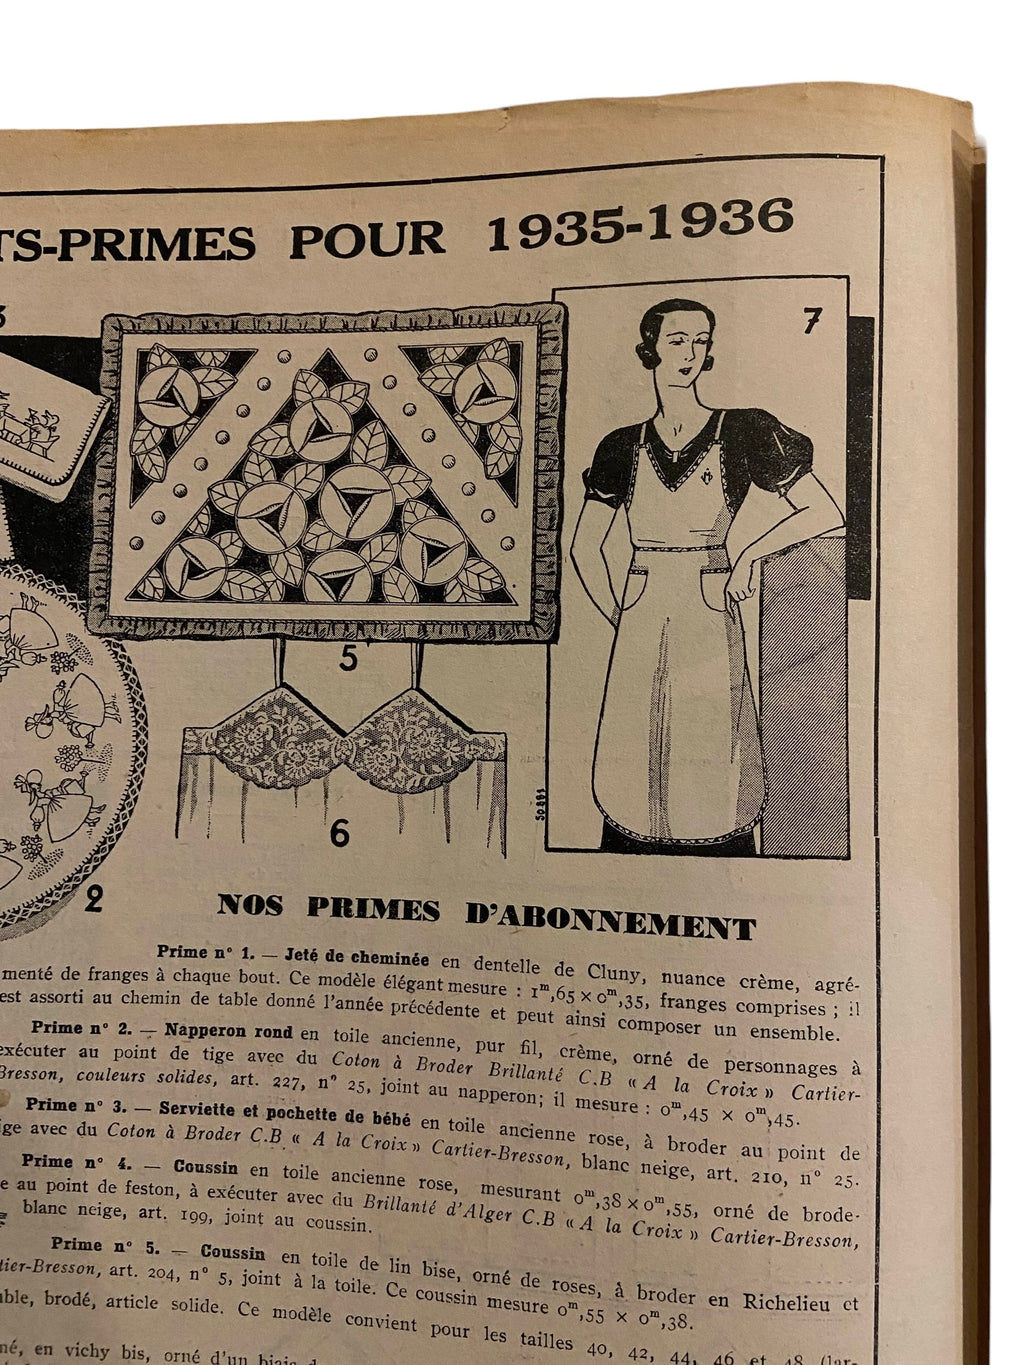 TS-PRIMES POUR 1935-1936
3
7
5
6
2
NOS PRIMES D'ABONNEMENT
Prime n° 1. — Jeté de cheminée en dentelle de Cluny, nuance crème, agré-
menté de franges à chaque bout. Ce modèle élégant mesure : 1m,65 × 0m,35, franges comprises ; il
est assorti au chemin de table donné l'année précédente et peut ainsi composer un ensemble.
Prime n° 2. — Napperon rond en toile ancienne, pur fil, crème, orné de personnages à
exécuter au point de tige avec du Coton à Broder Brillanté C.B « A la Croix » Cartier-
Bresson, couleurs solides, art. 227, n° 25, joint au napperon; il mesure : 0m,45 × 0m,45.
Prime n° 3. — Serviette et pochette de bébé en toile ancienne rose, à broder au point de
ige avec du Coton à Broder C.B « A la Croix » Cartier-Bresson, blanc neige, art. 210, n° 25.
Prime n° 4. — Coussin en toile ancienne rose, mesurant 0m,38 × 0m,55, orné de brode-
e au point de feston, à exécuter avec du Brillanté d'Alger C.B « A la Croix » Cartier-Bresson,
blanc neige, art. 199, joint au coussin.
Prime n° 5. — Coussin en toile de lin bise, orné de roses, à broder en Richelieu et
tier-Bresson, art. 204, n° 5, joint à la toile. Ce coussin mesure 0m,55 × 0m,38.
able, brodé, article solide. Ce modèle convient pour les tailles 40, 42, 44, 46 et 48 (lar-
né, en vichy bis, orné d'un biais